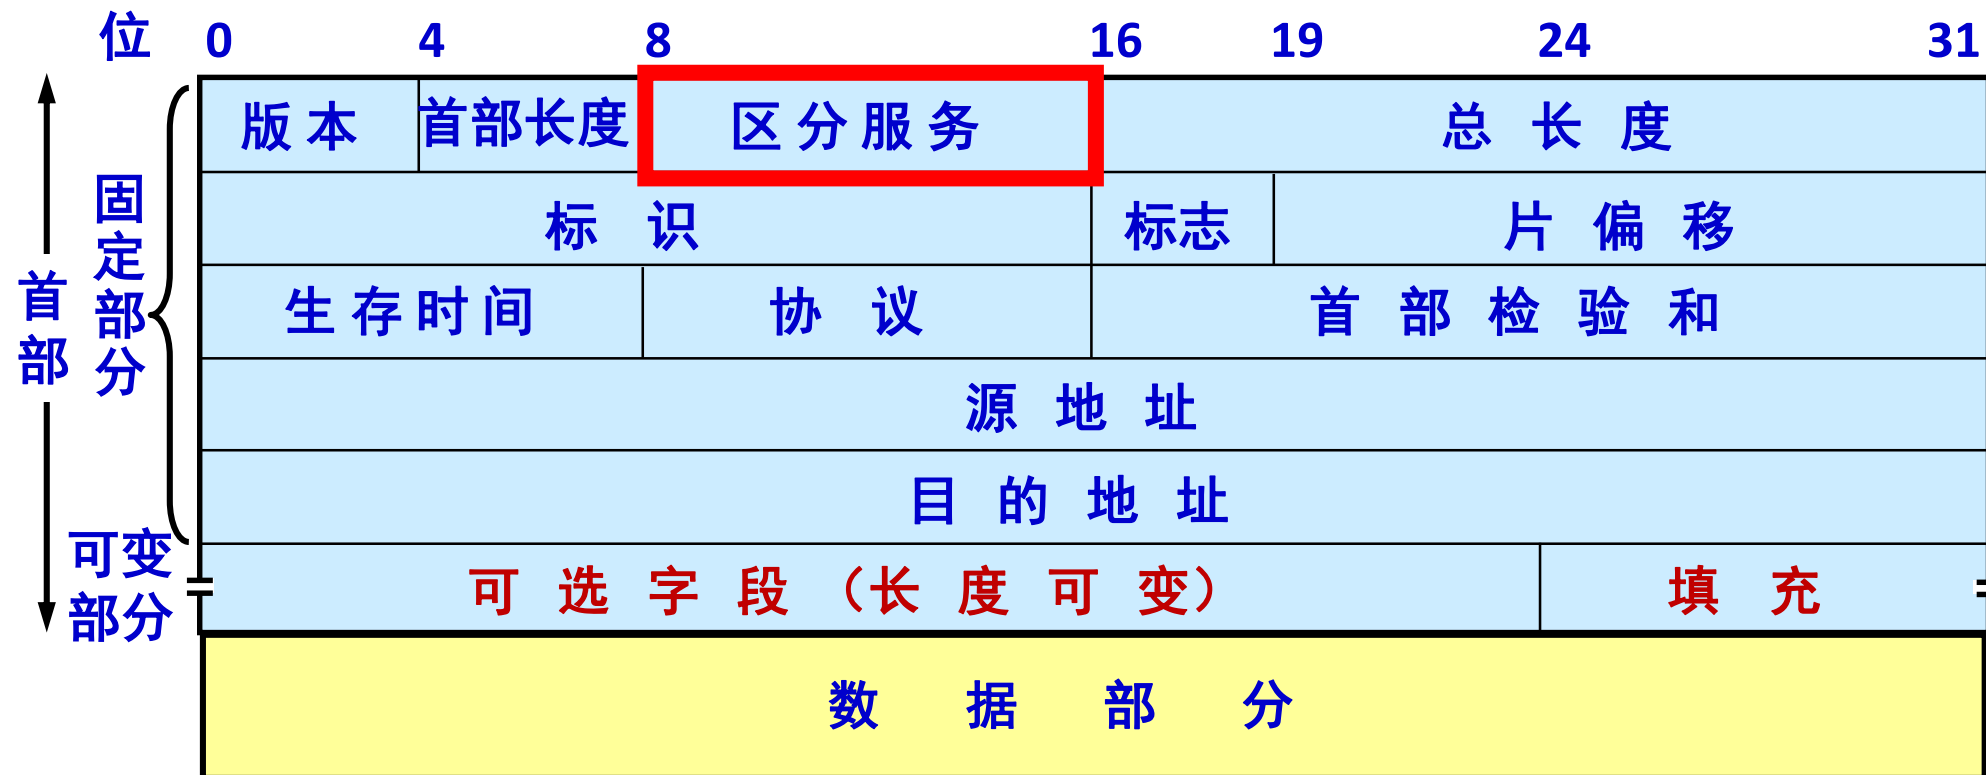 位 0 4 8 16 19 24 31
版本 首部长度 区分服务 总长度
标识 标志 片偏移
生存时间 协议 首部检验和
源地址
目的地址
可选字段（长度可变） 填充
数据部分
首部
固定部分
可变
部分